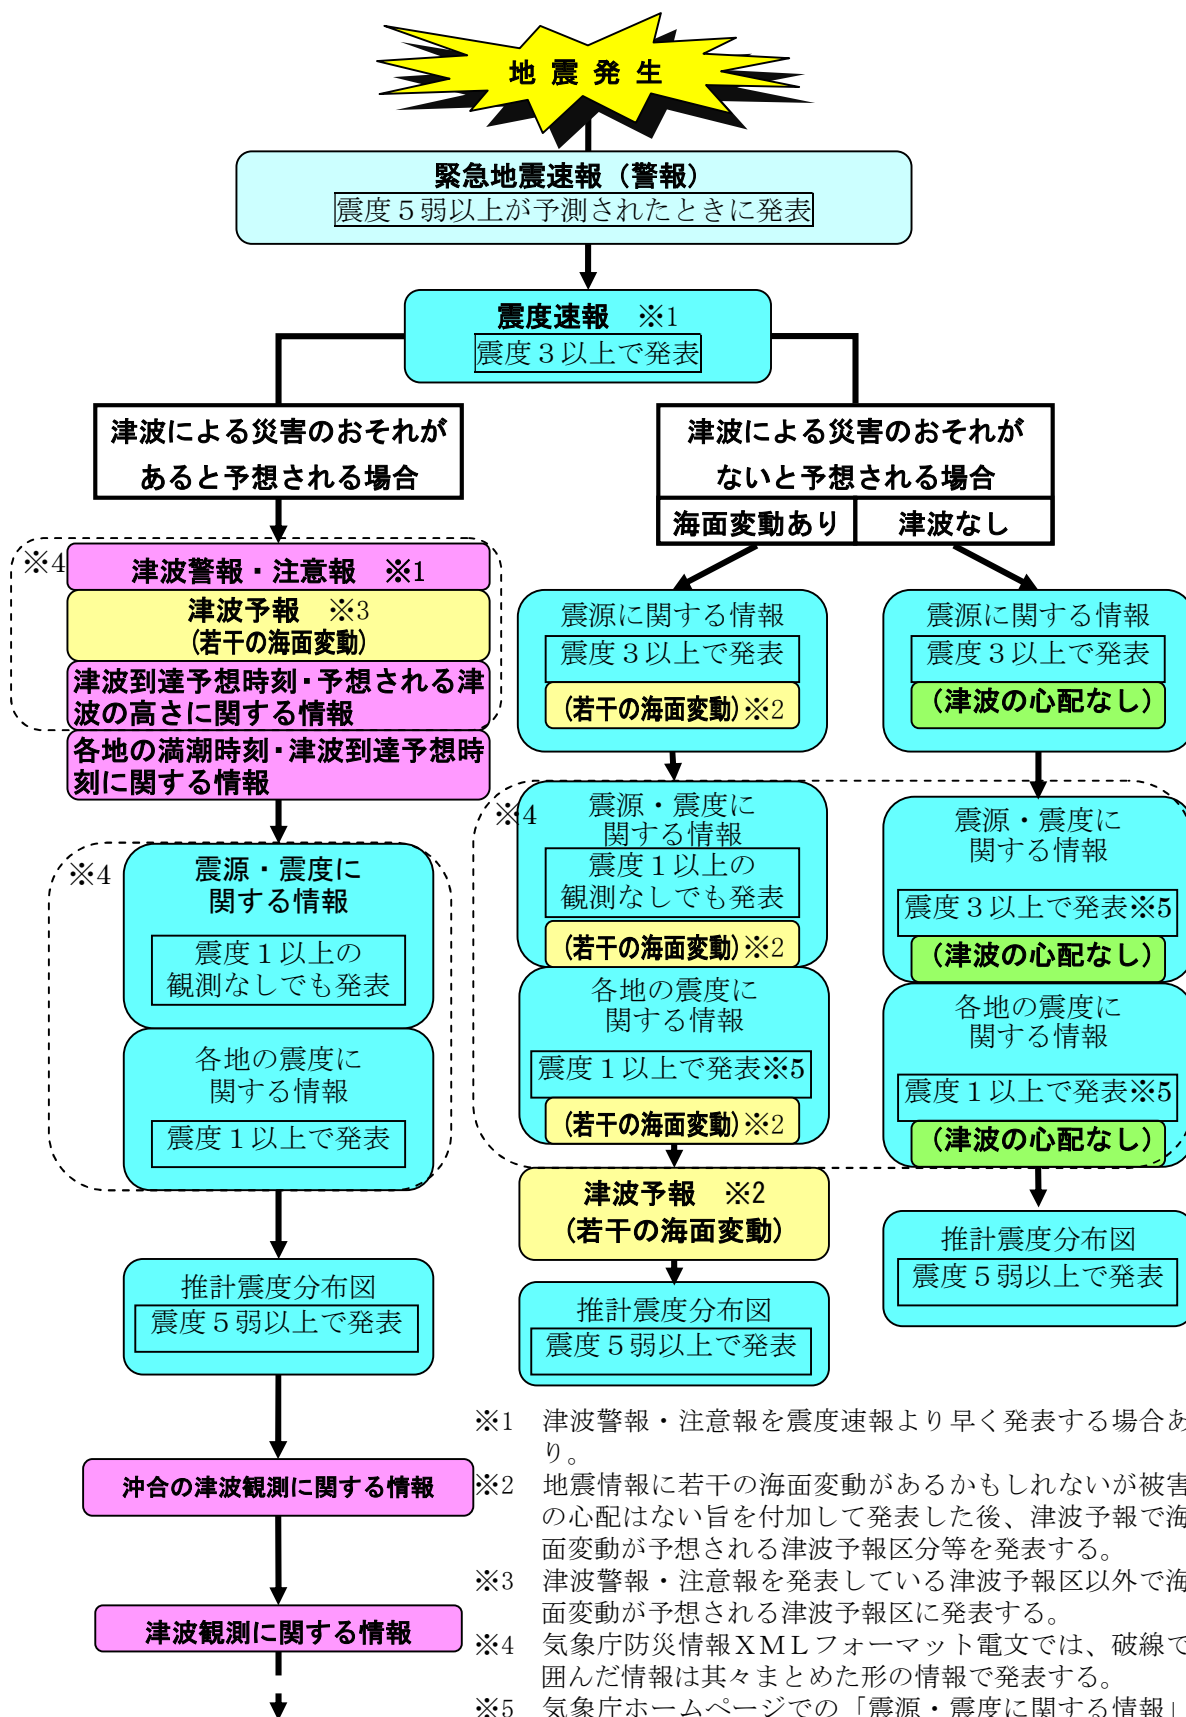 地 震 発 生
緊急地震速報（警報）
震度５弱以上が予測されたときに発表
震度速報　※1
震度３以上で発表
津波による災害のおそれが
あると予想される場合
津波による災害のおそれが
ないと予想される場合
海面変動あり
津波なし
※4
津波警報・注意報　※1
津波予報　※3
(若干の海面変動)
津波到達予想時刻・予想される津
波の高さに関する情報
各地の満潮時刻・津波到達予想時
刻に関する情報
※4
震源・震度に
関する情報
震度１以上の
観測なしでも発表
各地の震度に
関する情報
震度１以上で発表
推計震度分布図
震度５弱以上で発表
沖合の津波観測に関する情報
津波観測に関する情報
震源に関する情報
震度３以上で発表
(若干の海面変動)※2
※4
震源・震度に
関する情報
震度１以上の
観測なしでも発表
(若干の海面変動)※2
各地の震度に
関する情報
震度１以上で発表※5
(若干の海面変動)※2
津波予報　※2
(若干の海面変動)
推計震度分布図
震度５弱以上で発表
震源に関する情報
震度３以上で発表
(津波の心配なし)
震源・震度に
関する情報
震度３以上で発表※5
(津波の心配なし)
各地の震度に
関する情報
震度１以上で発表※5
(津波の心配なし)
推計震度分布図
震度５弱以上で発表
※1　津波警報・注意報を震度速報より早く発表する場合あ
り。
※2　地震情報に若干の海面変動があるかもしれないが被害
の心配はない旨を付加して発表した後、津波予報で海
面変動が予想される津波予報区分等を発表する。
※3　津波警報・注意報を発表している津波予報区以外で海
面変動が予想される津波予報区に発表する。
※4　気象庁防災情報ＸＭＬフォーマット電文では、破線で
囲んだ情報は其々まとめた形の情報で発表する。
※5　気象庁ホームページでの「震源・震度に関する情報」